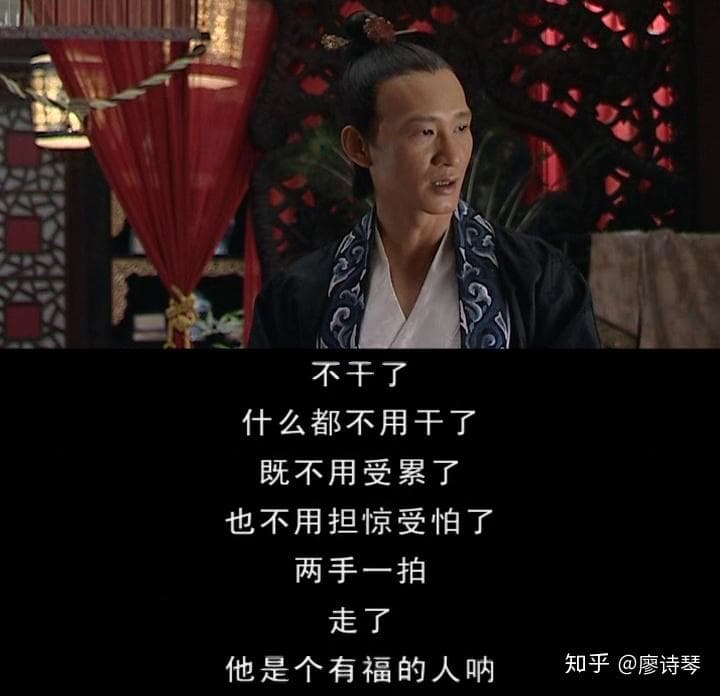 不干了
什么都不用干了
既不用受累了
也不用担惊受怕了
两手一拍
走了
他是个有福的人呐
知乎 @廖诗琴